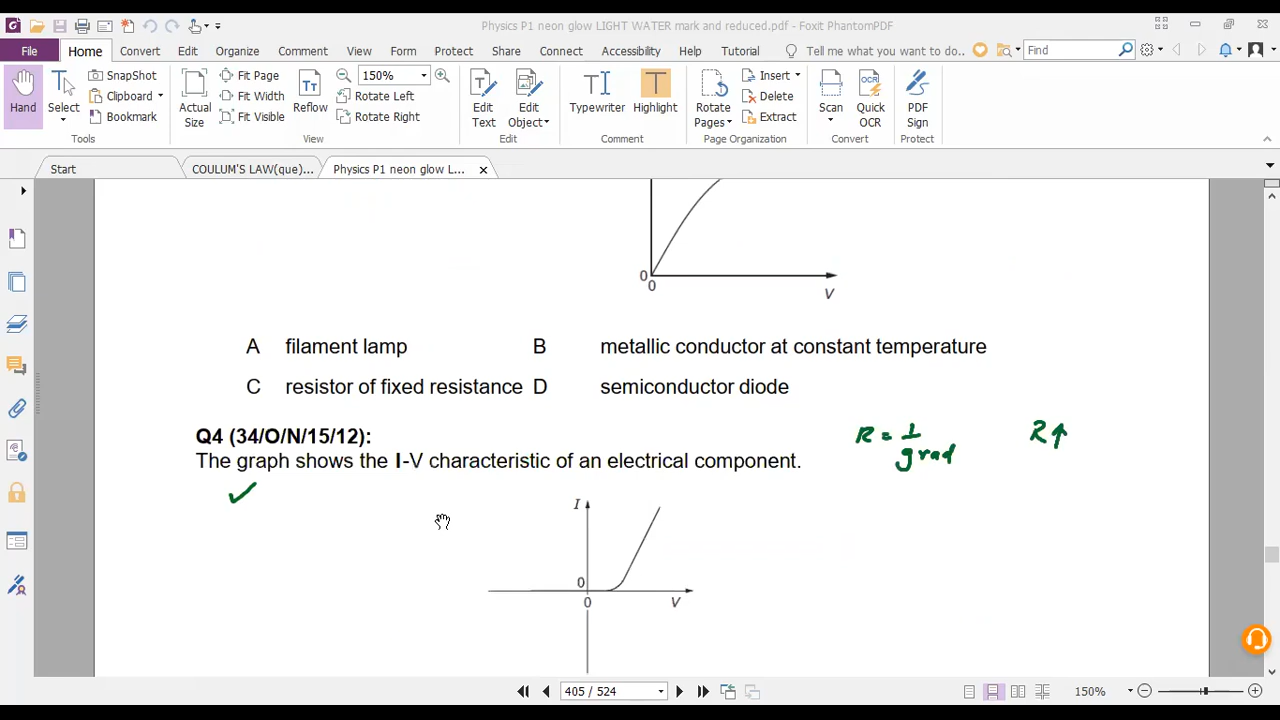 Physics P1 neon glow LIGHT WATER mark and reduced.pdf - Foxit PhantomPDF
File Home Convert Edit Organize Comment View Form Protect Share Connect Accessibility Help Tutorial Tell me what you want to do.. Find
Hand
Select
SnapShot
Clipboard
Bookmark
Tools
Actual Size
Fit Page
Fit Width
Fit Visible
Reflow
150%
Rotate Left
Rotate Right
View
Edit Text
Edit Object
Edit
Typewriter
Highlight
Comment
Rotate Pages
Insert
Delete
Extract
Page Organization
Scan
Quick OCR
Convert
PDF Sign
Protect
Start COULUM'S LAW(que)... Physics P1 neon glow L...
0
0
V
A filament lamp B metallic conductor at constant temperature
C resistor of fixed resistance D semiconductor diode
Q4 (34/O/N/15/12):
R = 1/grad R↑
The graph shows the I-V characteristic of an electrical component.
✓
I
0
0
V
405 / 524
150%